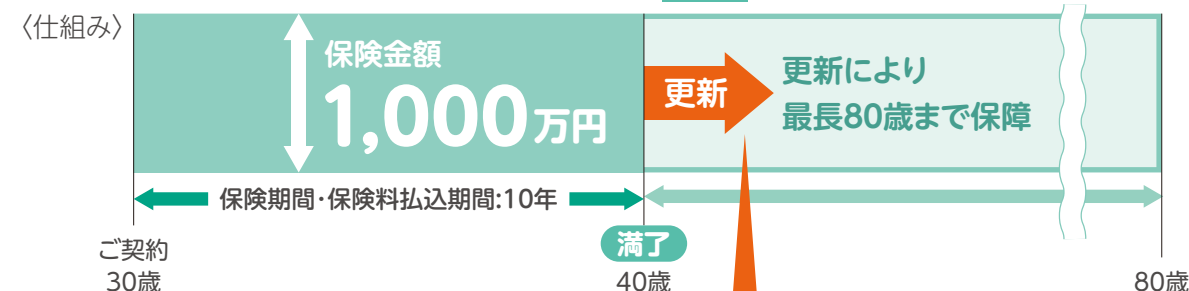 〈仕組み〉
保険金額
1,000万円
更新
更新により
最長80歳まで保障
保険期間・保険料払込期間:10年
ご契約
30歳
満了
40歳
80歳